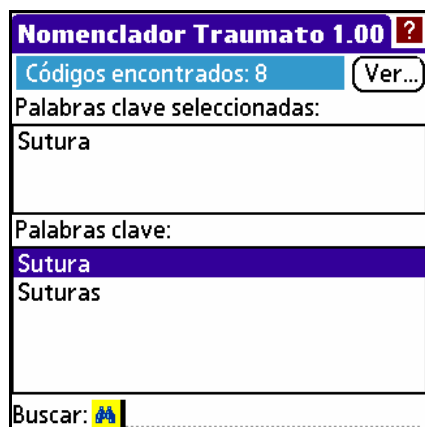 Nomenclador Traumato 1.00 ?
Códigos encontrados: 8 Ver...
Palabras clave seleccionadas:
Sutura
Palabras clave:
Sutura
Suturas
Buscar: